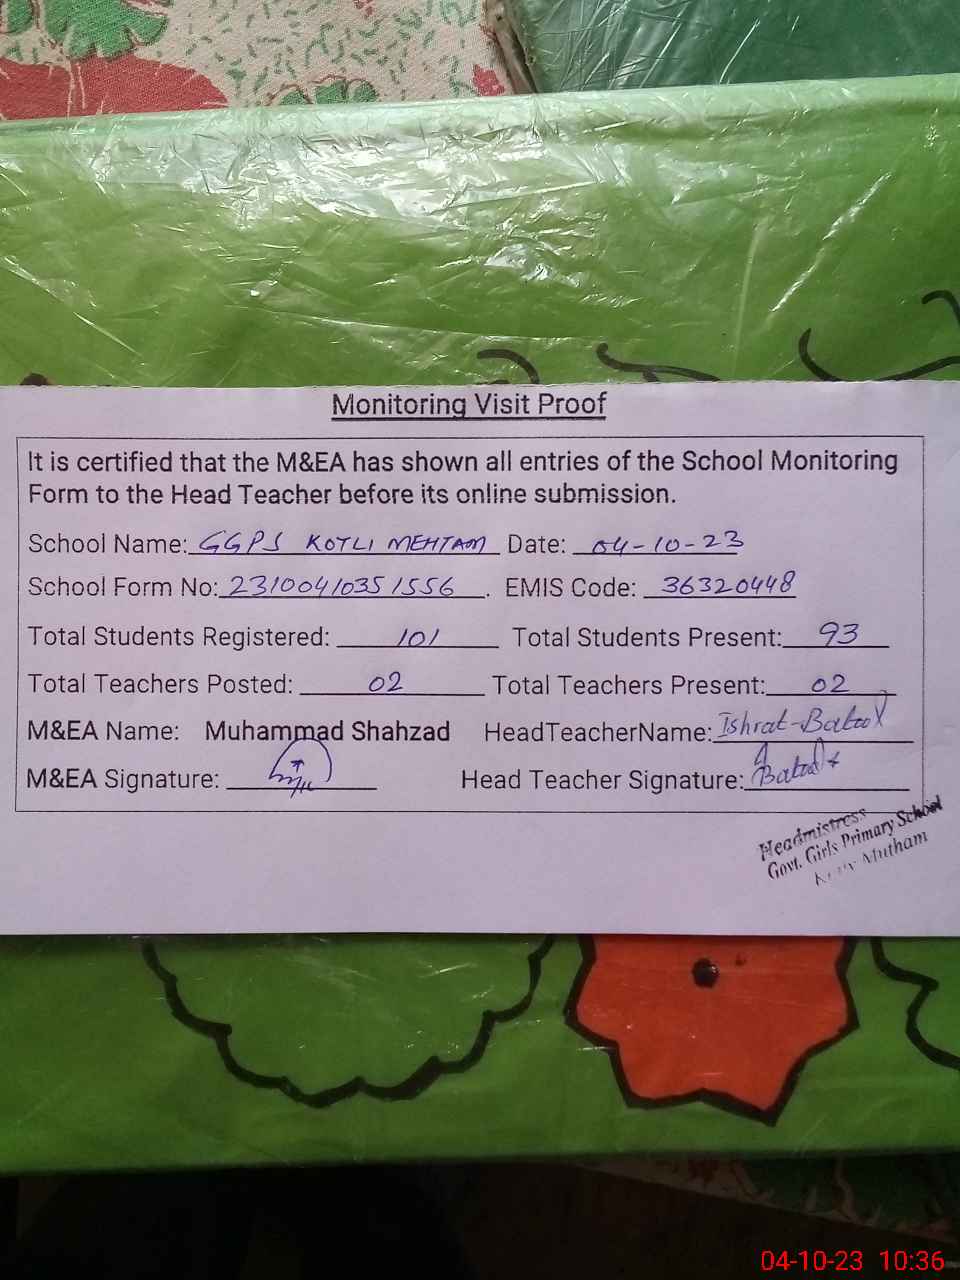 Monitoring Visit Proof
It is certified that the M&EA has shown all entries of the School Monitoring
Form to the Head Teacher before its online submission.
School Name: GGPS KOTLI MEHTAM Date: 04-10-23
School Form No: 23100410351556. EMIS Code: 36320448
Total Students Registered: 101 Total Students Present: 93
Total Teachers Posted: 02 Total Teachers Present: 02
M&EA Name: Muhammad Shahzad HeadTeacherName: Ishrat-Batool
M&EA Signature: Head Teacher Signature: Batool
Headmistress
Govt. Girls Primary School
Mutham
04-10-23 10:36